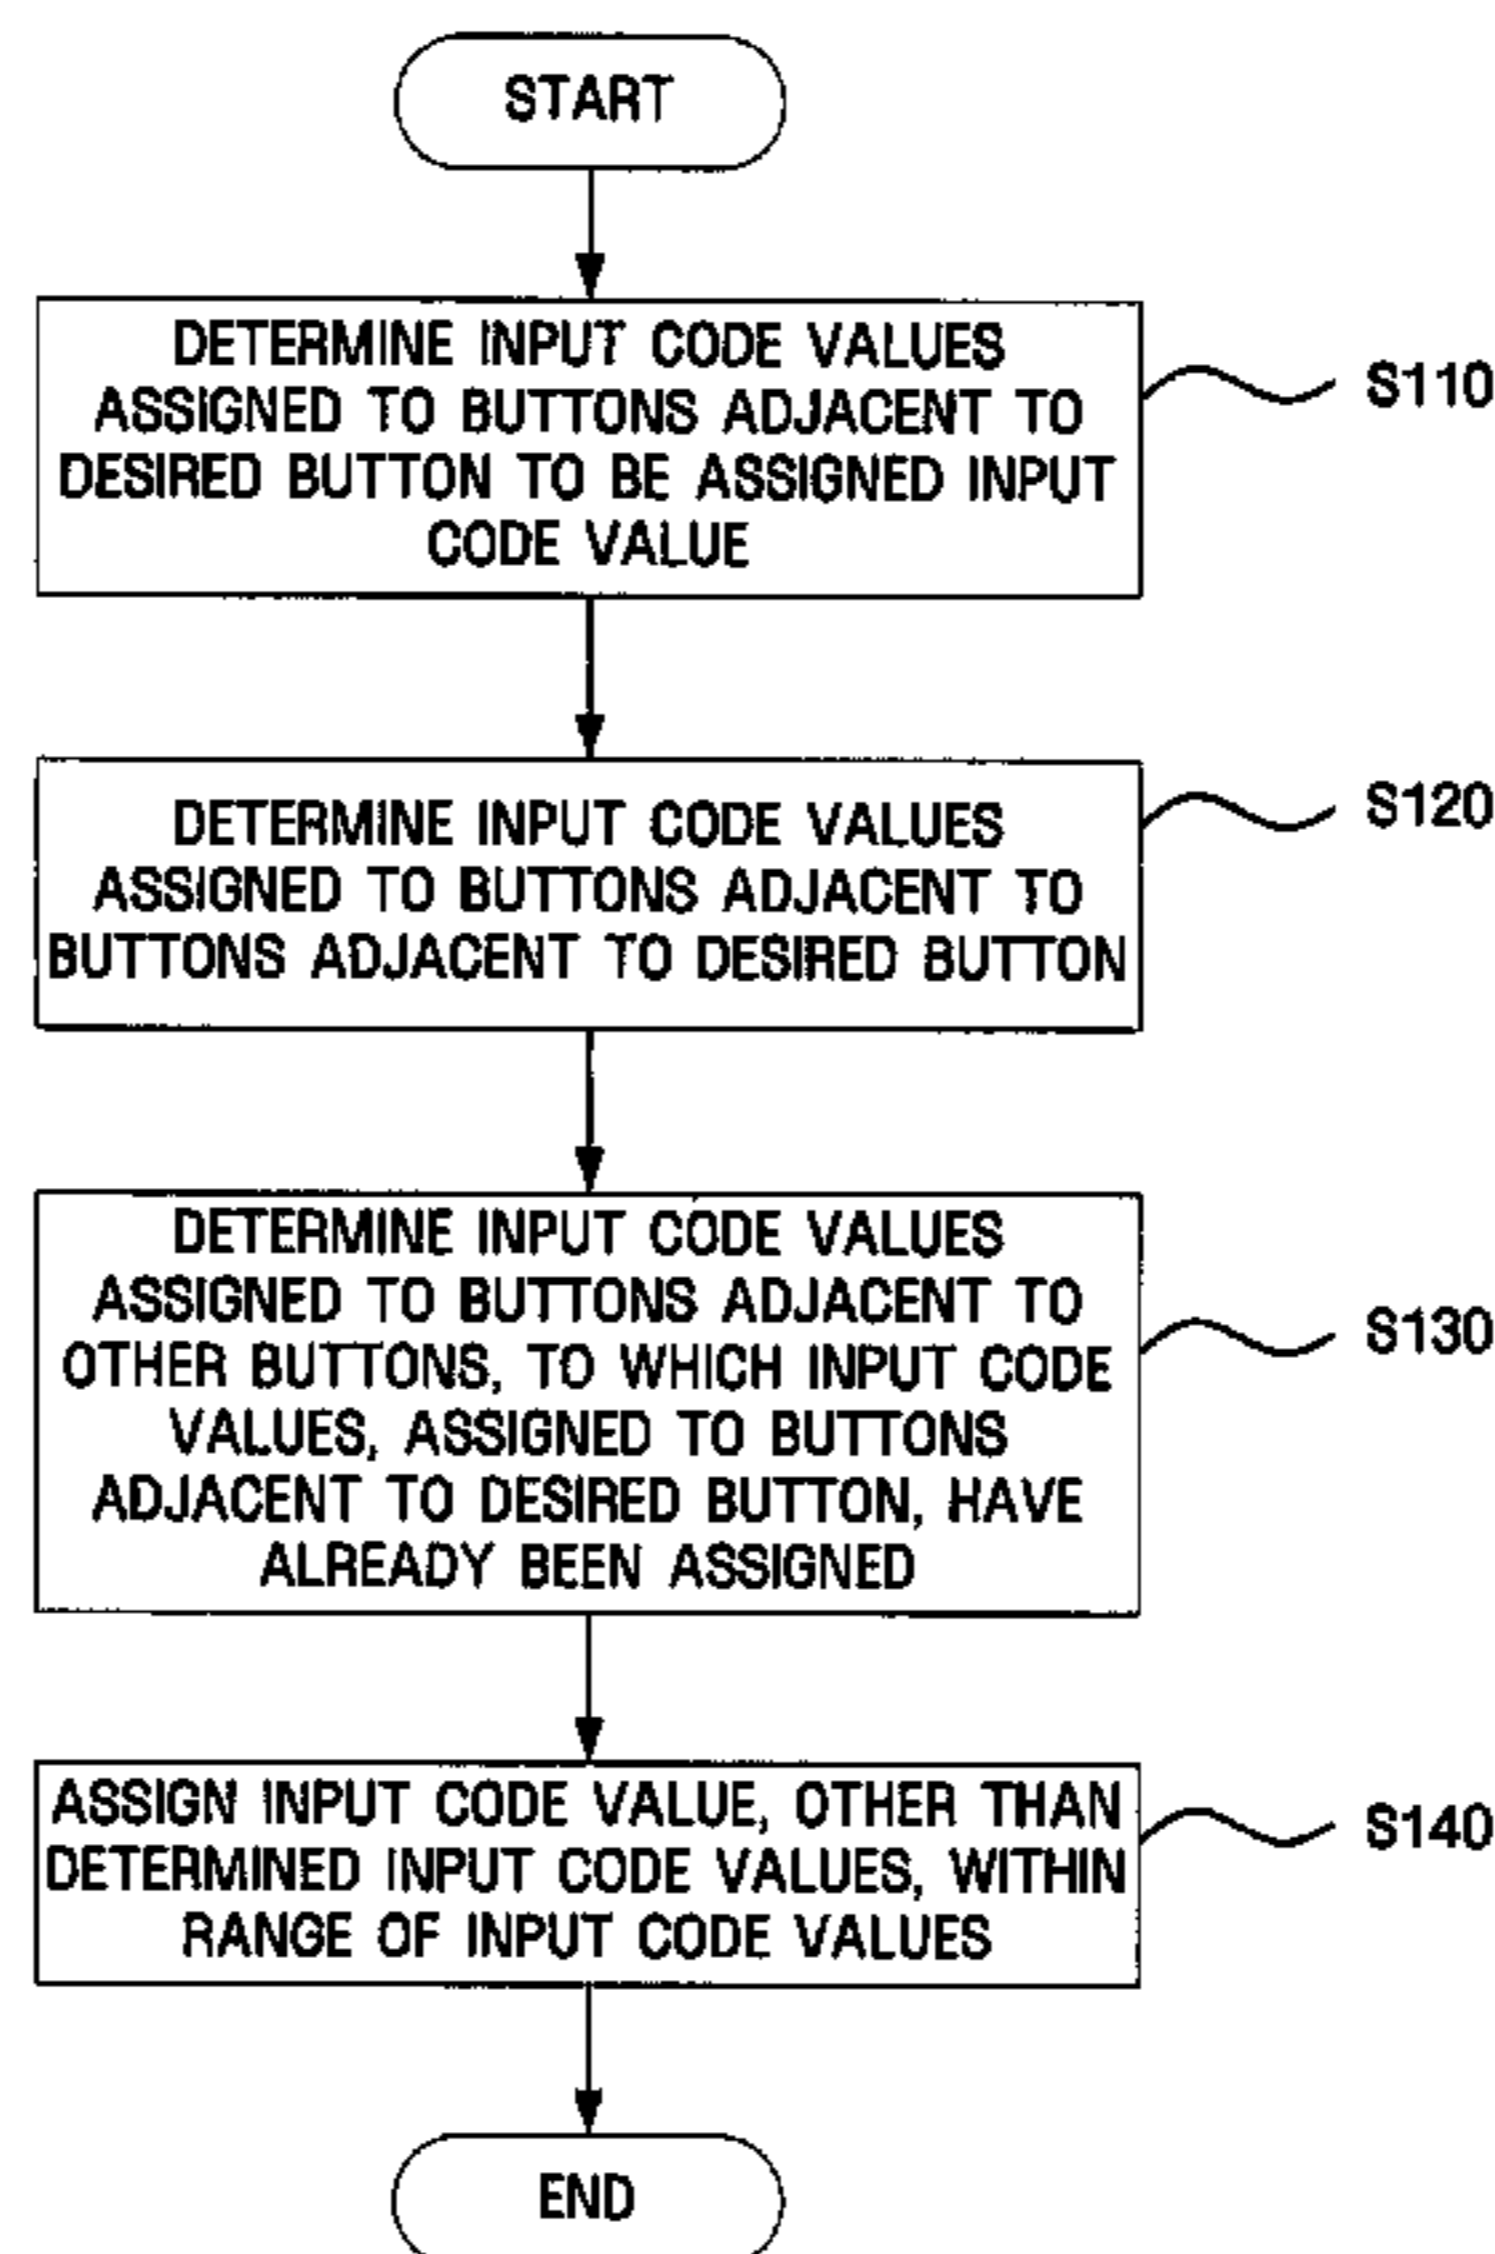 START
DETERMINE INPUT CODE VALUES
ASSIGNED TO BUTTONS ADJACENT TO
DESIRED BUTTON TO BE ASSIGNED INPUT
CODE VALUE
S110
DETERMINE INPUT CODE VALUES
ASSIGNED TO BUTTONS ADJACENT TO
BUTTONS ADJACENT TO DESIRED BUTTON
S120
DETERMINE INPUT CODE VALUES
ASSIGNED TO BUTTONS ADJACENT TO
OTHER BUTTONS, TO WHICH INPUT CODE
VALUES, ASSIGNED TO BUTTONS
ADJACENT TO DESIRED BUTTON, HAVE
ALREADY BEEN ASSIGNED
S130
ASSIGN INPUT CODE VALUE, OTHER THAN
DETERMINED INPUT CODE VALUES, WITHIN
RANGE OF INPUT CODE VALUES
S140
END